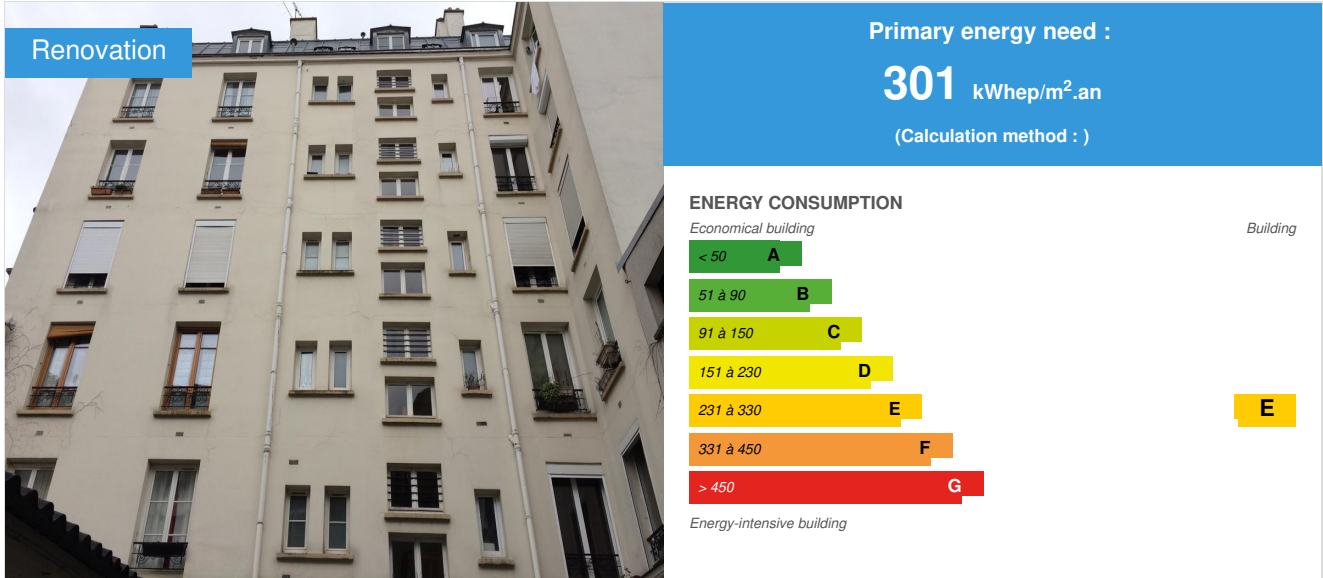 Renovation
Primary energy need :
301 kWhep/m².an
(Calculation method : )
ENERGY CONSUMPTION
Economical building
Building
< 50 A
51 à 90 B
91 à 150 C
151 à 230 D
231 à 330 E
E
331 à 450 F
> 450 G
Energy-intensive building